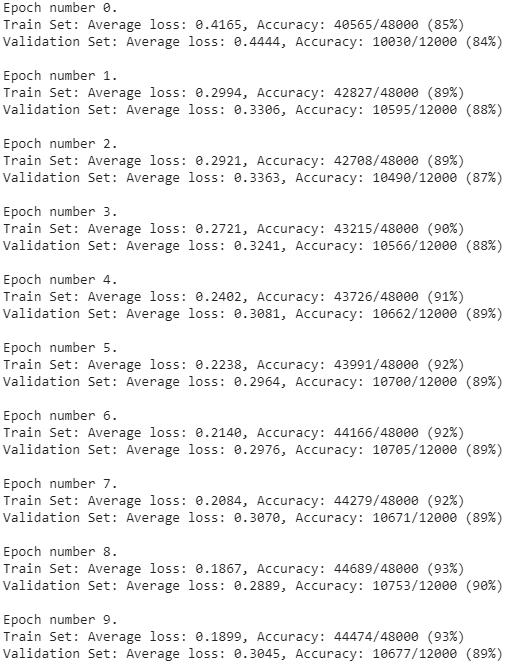 Epoch number 0.
Train Set: Average loss: 0.4165, Accuracy: 40565/48000 (85%)
Validation Set: Average loss: 0.4444, Accuracy: 10030/12000 (84%)
Epoch number 1.
Train Set: Average loss: 0.2994, Accuracy: 42827/48000 (89%)
Validation Set: Average loss: 0.3306, Accuracy: 10595/12000 (88%)
Epoch number 2.
Train Set: Average loss: 0.2921, Accuracy: 42708/48000 (89%)
Validation Set: Average loss: 0.3363, Accuracy: 10490/12000 (87%)
Epoch number 3.
Train Set: Average loss: 0.2721, Accuracy: 43215/48000 (90%)
Validation Set: Average loss: 0.3241, Accuracy: 10566/12000 (88%)
Epoch number 4.
Train Set: Average loss: 0.2402, Accuracy: 43726/48000 (91%)
Validation Set: Average loss: 0.3081, Accuracy: 10662/12000 (89%)
Epoch number 5.
Train Set: Average loss: 0.2238, Accuracy: 43991/48000 (92%)
Validation Set: Average loss: 0.2964, Accuracy: 10700/12000 (89%)
Epoch number 6.
Train Set: Average loss: 0.2140, Accuracy: 44166/48000 (92%)
Validation Set: Average loss: 0.2976, Accuracy: 10705/12000 (89%)
Epoch number 7.
Train Set: Average loss: 0.2084, Accuracy: 44279/48000 (92%)
Validation Set: Average loss: 0.3070, Accuracy: 10671/12000 (89%)
Epoch number 8.
Train Set: Average loss: 0.1867, Accuracy: 44689/48000 (93%)
Validation Set: Average loss: 0.2889, Accuracy: 10753/12000 (90%)
Epoch number 9.
Train Set: Average loss: 0.1899, Accuracy: 44474/48000 (93%)
Validation Set: Average loss: 0.3045, Accuracy: 10677/12000 (89%)